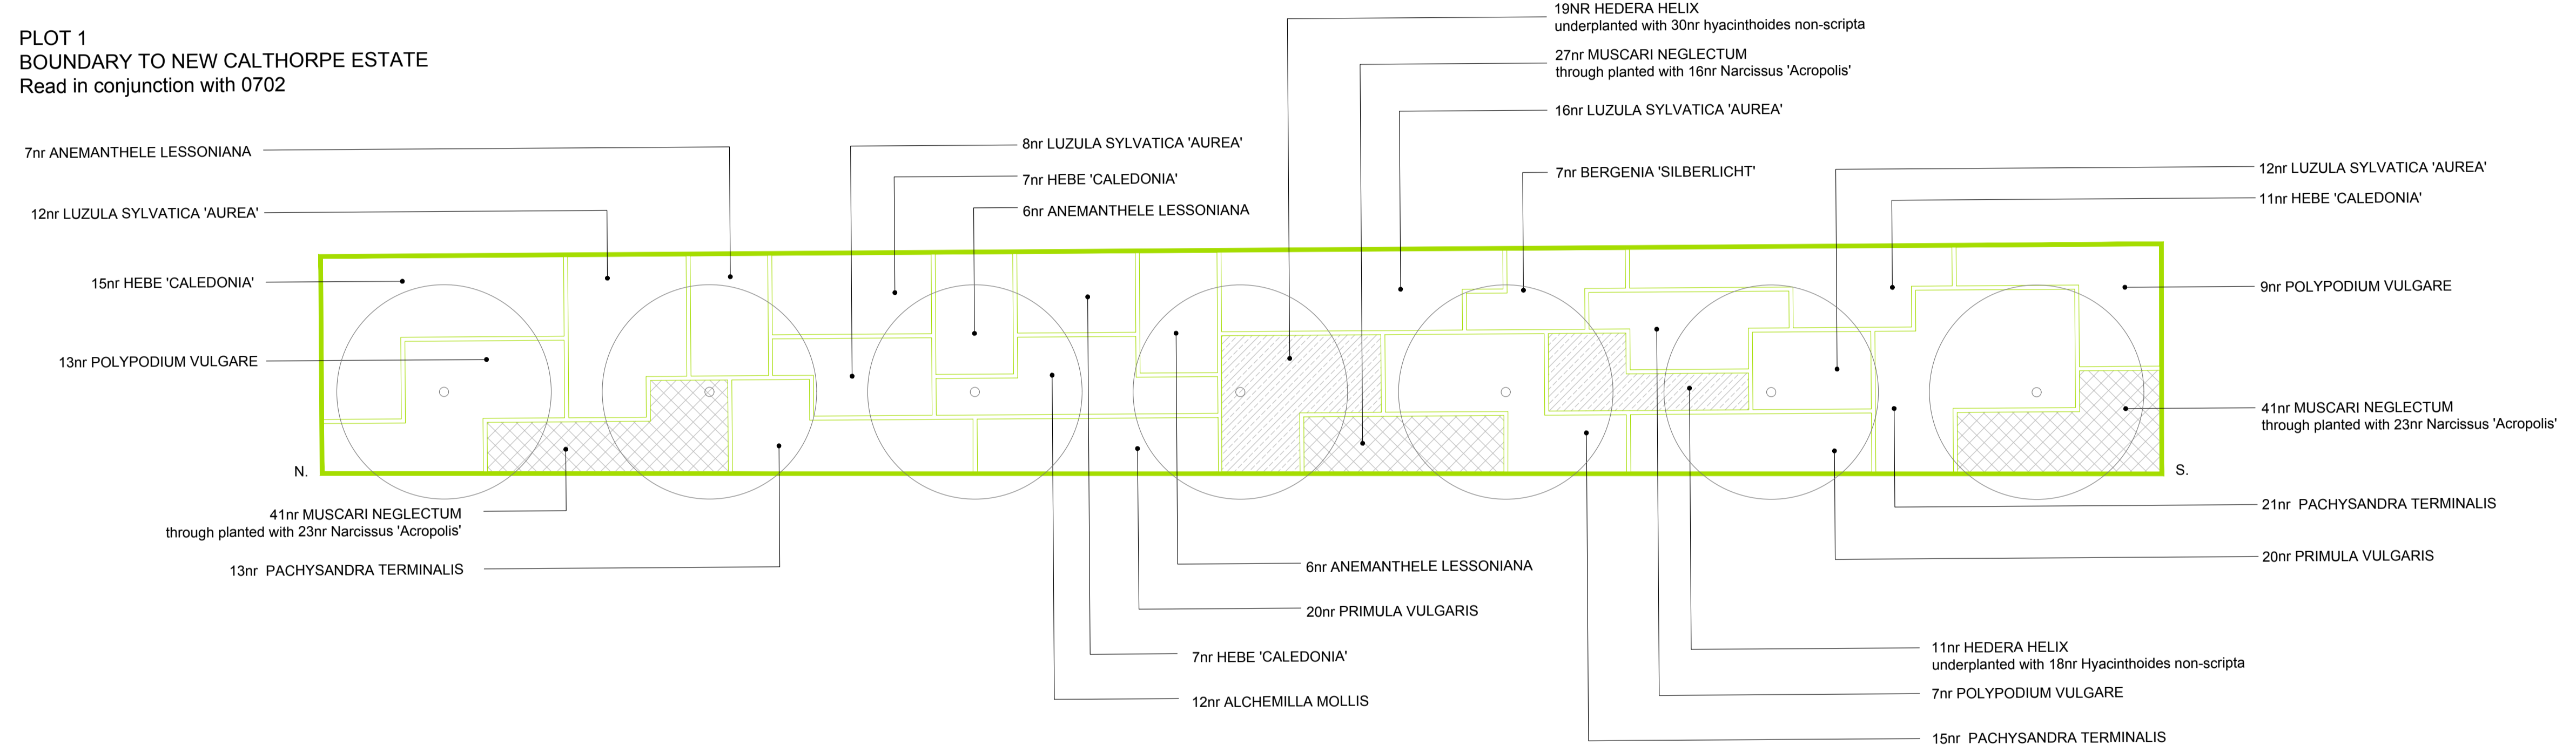 PLOT 1
BOUNDARY TO NEW CALTHORPE ESTATE
Read in conjunction with 0702
7nr ANEMANTHELE LESSONIANA
12nr LUZULA SYLVATICA 'AUREA'
15nr HEBE 'CALEDONIA'
13nr POLYPODIUM VULGARE
8nr LUZULA SYLVATICA 'AUREA'
7nr HEBE 'CALEDONIA'
6nr ANEMANTHELE LESSONIANA
19NR HEDERA HELIX
underplanted with 30nr hyacinthoides non-scripta
27nr MUSCARI NEGLECTUM
through planted with 16nr Narcissus 'Acropolis'
16nr LUZULA SYLVATICA 'AUREA'
7nr BERGENIA 'SILBERLICHT'
12nr LUZULA SYLVATICA 'AUREA'
11nr HEBE 'CALEDONIA'
9nr POLYPODIUM VULGARE
41nr MUSCARI NEGLECTUM
through planted with 23nr Narcissus 'Acropolis'
N.
S.
41nr MUSCARI NEGLECTUM
through planted with 23nr Narcissus 'Acropolis'
13nr PACHYSANDRA TERMINALIS
6nr ANEMANTHELE LESSONIANA
20nr PRIMULA VULGARIS
7nr HEBE 'CALEDONIA'
12nr ALCHEMILLA MOLLIS
21nr PACHYSANDRA TERMINALIS
20nr PRIMULA VULGARIS
11nr HEDERA HELIX
underplanted with 18nr Hyacinthoides non-scripta
7nr POLYPODIUM VULGARE
15nr PACHYSANDRA TERMINALIS